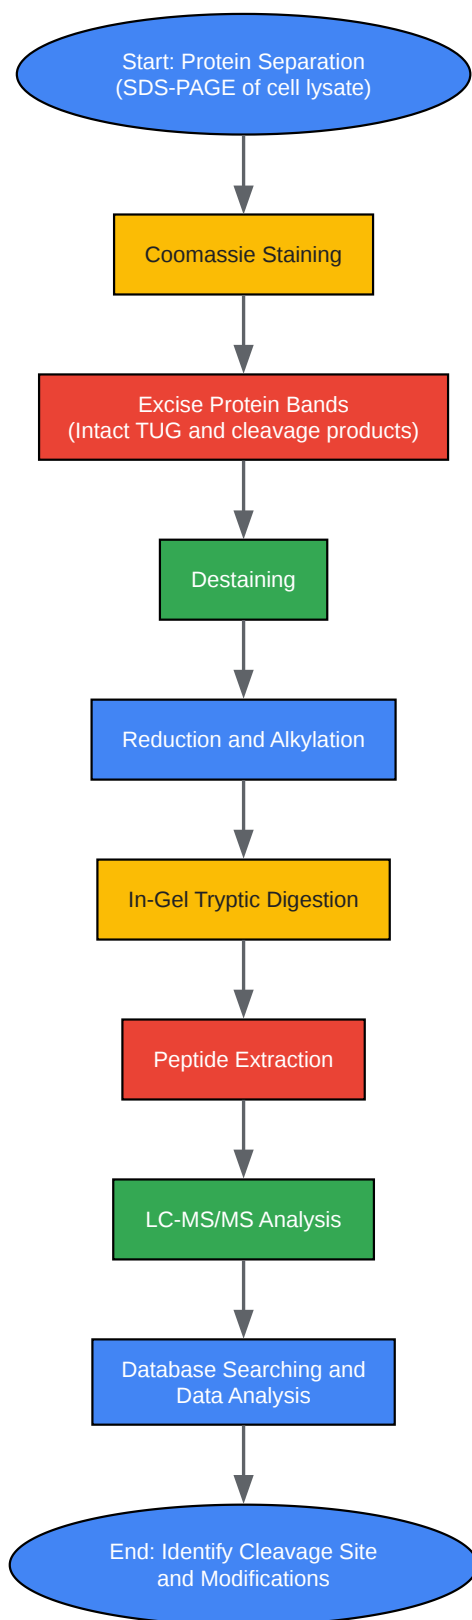 Start: Protein Separation
(SDS-PAGE of cell lysate)
Coomassie Staining
Excise Protein Bands
(Intact TUG and cleavage products)
Destaining
Reduction and Alkylation
In-Gel Tryptic Digestion
Peptide Extraction
LC-MS/MS Analysis
Database Searching and
Data Analysis
End: Identify Cleavage Site
and Modifications